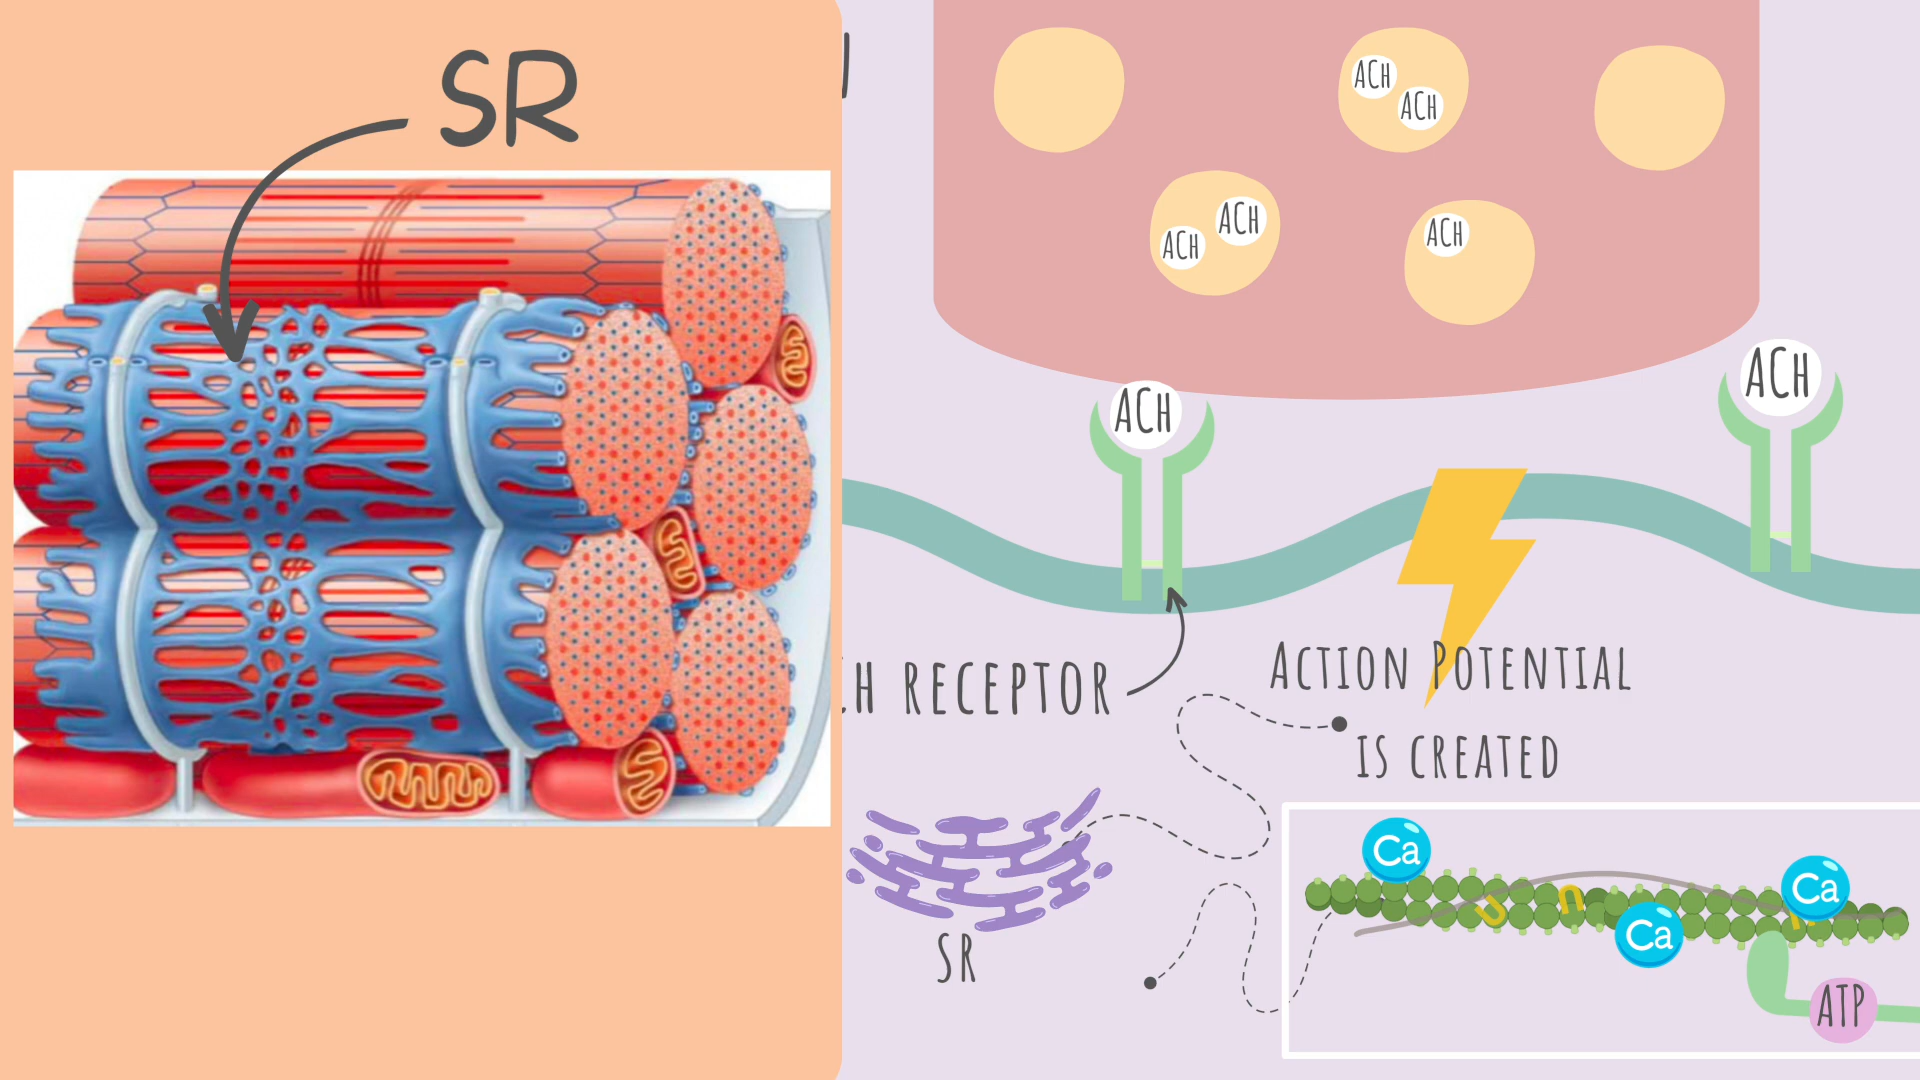 SR
ACH
ACH
ACH
ACH
ACH
ACH
ACH
H RECEPTOR
ACTION POTENTIAL
IS CREATED
SR
Ca
Ca
Ca
ATP